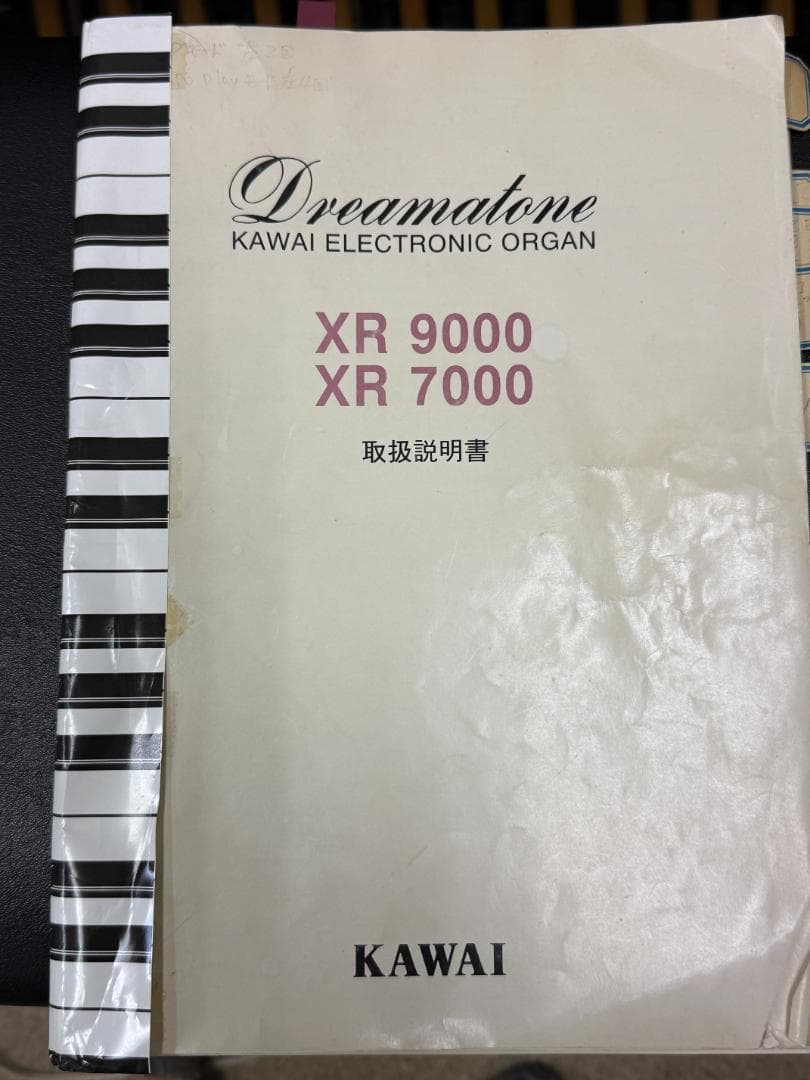 Dreamatone
KAWAI ELECTRONIC ORGAN
XR 9000
XR 7000
取扱説明書
KAWAI